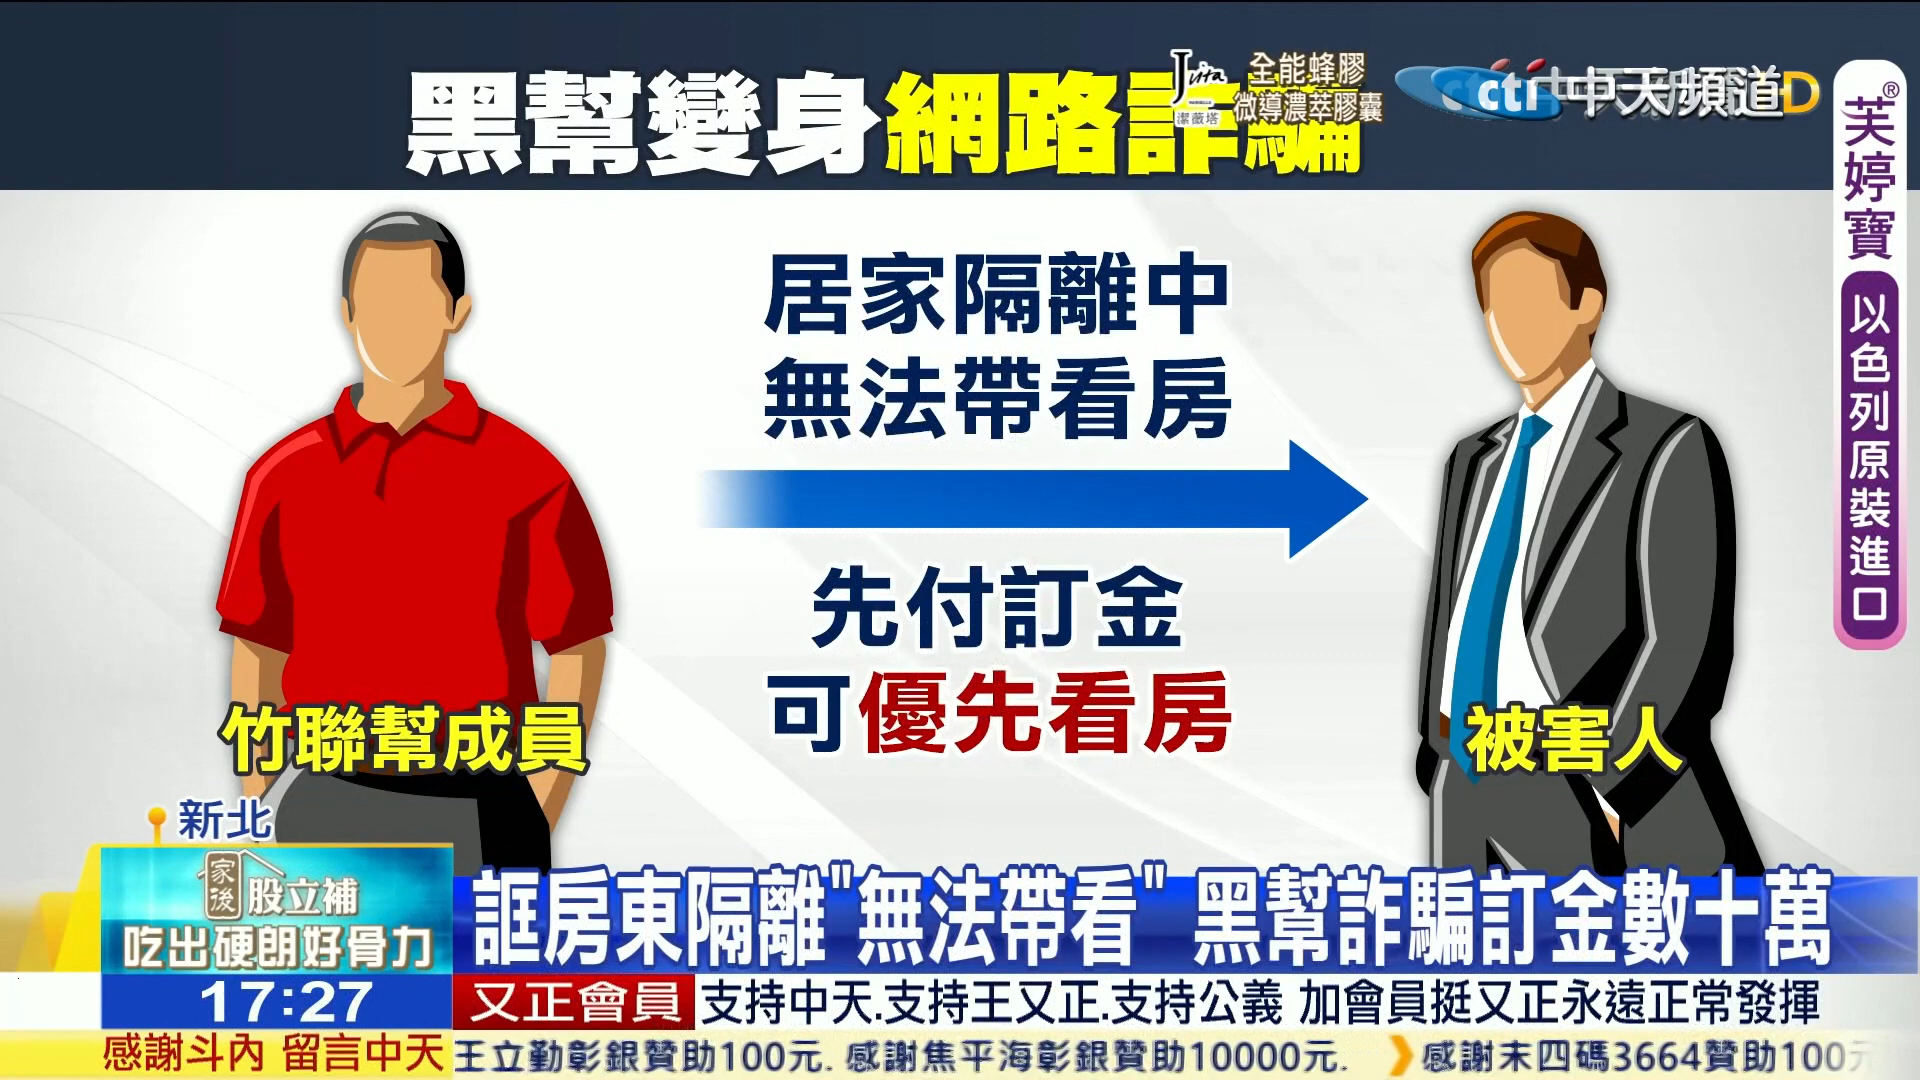 黑幫變身網路詐騙
Jvita
潔薇塔
全能蜂膠
微導濃萃膠囊
cti 中天頻道
芙婷寶®
以色列原裝進口
居家隔離中
無法帶看房
先付訂金
可優先看房
竹聯幫成員
被害人
新北
家後 股立補
吃出硬朗好骨力
誆房東隔離"無法帶看" 黑幫詐騙訂金數十萬
17:27
又正會員 支持中天.支持王又正.支持公義 加會員挺又正永遠正常發揮
感謝斗內 留言中天 王立勤彰銀贊助100元. 感謝焦平海彰銀贊助10000元. 感謝末四碼3664贊助100元